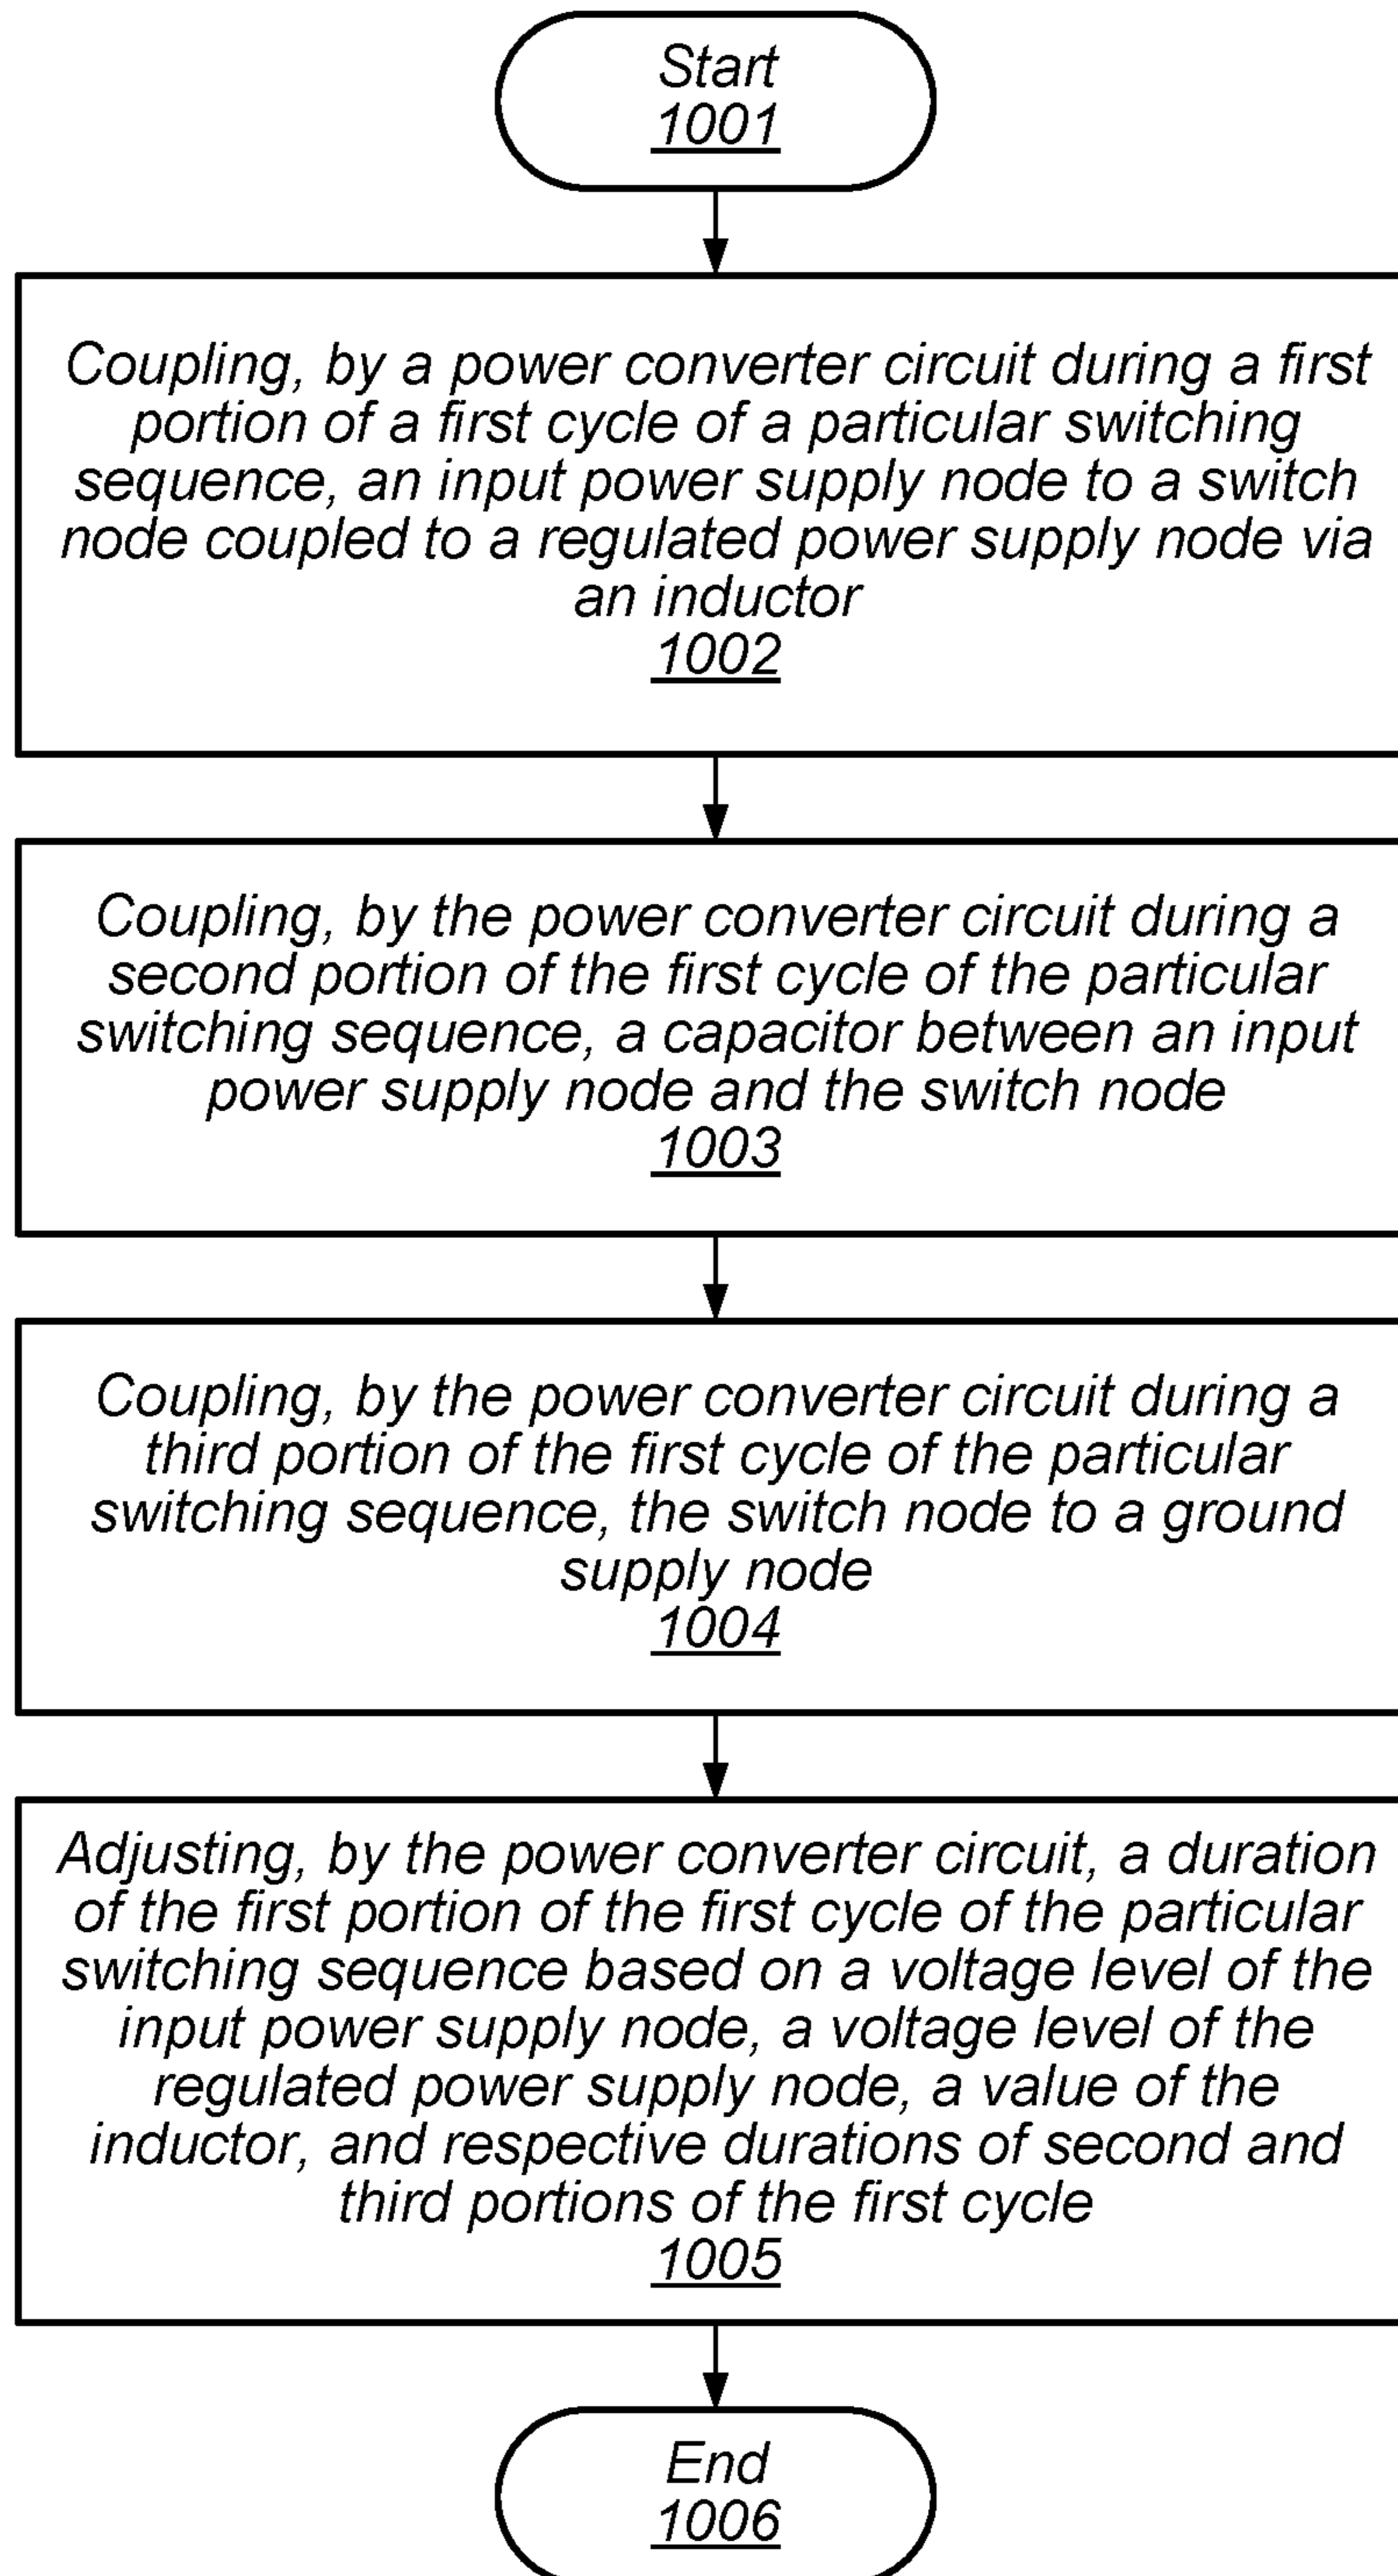 Start
1001
Coupling, by a power converter circuit during a first
portion of a first cycle of a particular switching
sequence, an input power supply node to a switch
node coupled to a regulated power supply node via
an inductor
1002
Coupling, by the power converter circuit during a
second portion of the first cycle of the particular
switching sequence, a capacitor between an input
power supply node and the switch node
1003
Coupling, by the power converter circuit during a
third portion of the first cycle of the particular
switching sequence, the switch node to a ground
supply node
1004
Adjusting, by the power converter circuit, a duration
of the first portion of the first cycle of the particular
switching sequence based on a voltage level of the
input power supply node, a voltage level of the
regulated power supply node, a value of the
inductor, and respective durations of second and
third portions of the first cycle
1005
End
1006